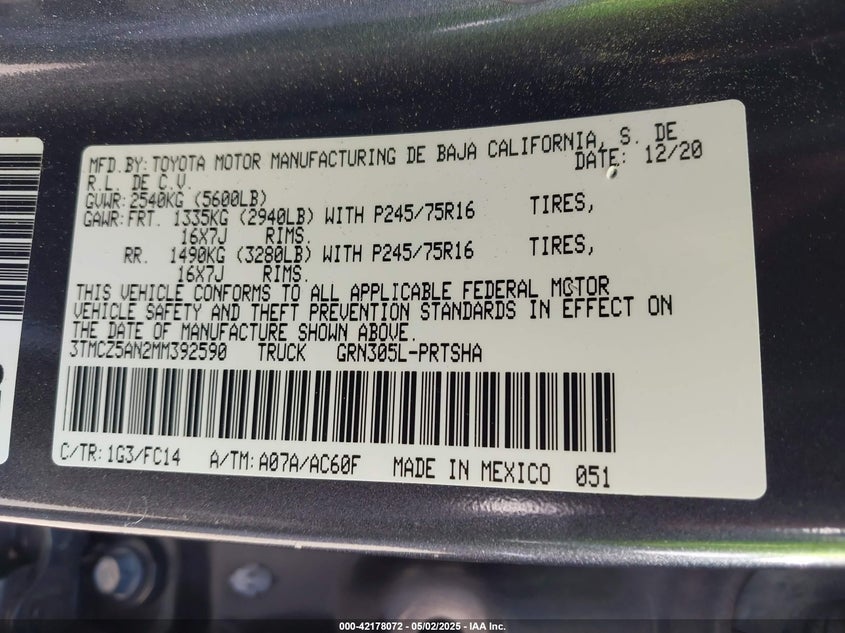 MFD.BY:TOYOTA MOTOR MANUFACTURING DE BAJA CALIFORNIA, S. DE
R.L. DE C.V. DATE: 12/20
GVWR:2540KG (5600LB)
GAWR:FRT. 1335KG (2940LB) WITH P245/75R16 TIRES,
16X7J RIMS.
RR. 1490KG (3280LB) WITH P245/75R16 TIRES,
16X7J RIMS.
THIS VEHICLE CONFORMS TO ALL APPLICABLE FEDERAL MOTOR
VEHICLE SAFETY AND THEFT PREVENTION STANDARDS IN EFFECT ON
THE DATE OF MANUFACTURE SHOWN ABOVE.
3TMCZ5AN2MM392590 TRUCK GRN305L-PRTSHA
C/TR:1G3/FC14 A/TM:A07A/AC60F MADE IN MEXICO 051
000-42178072 - 05/02/2025 - IAA Inc.